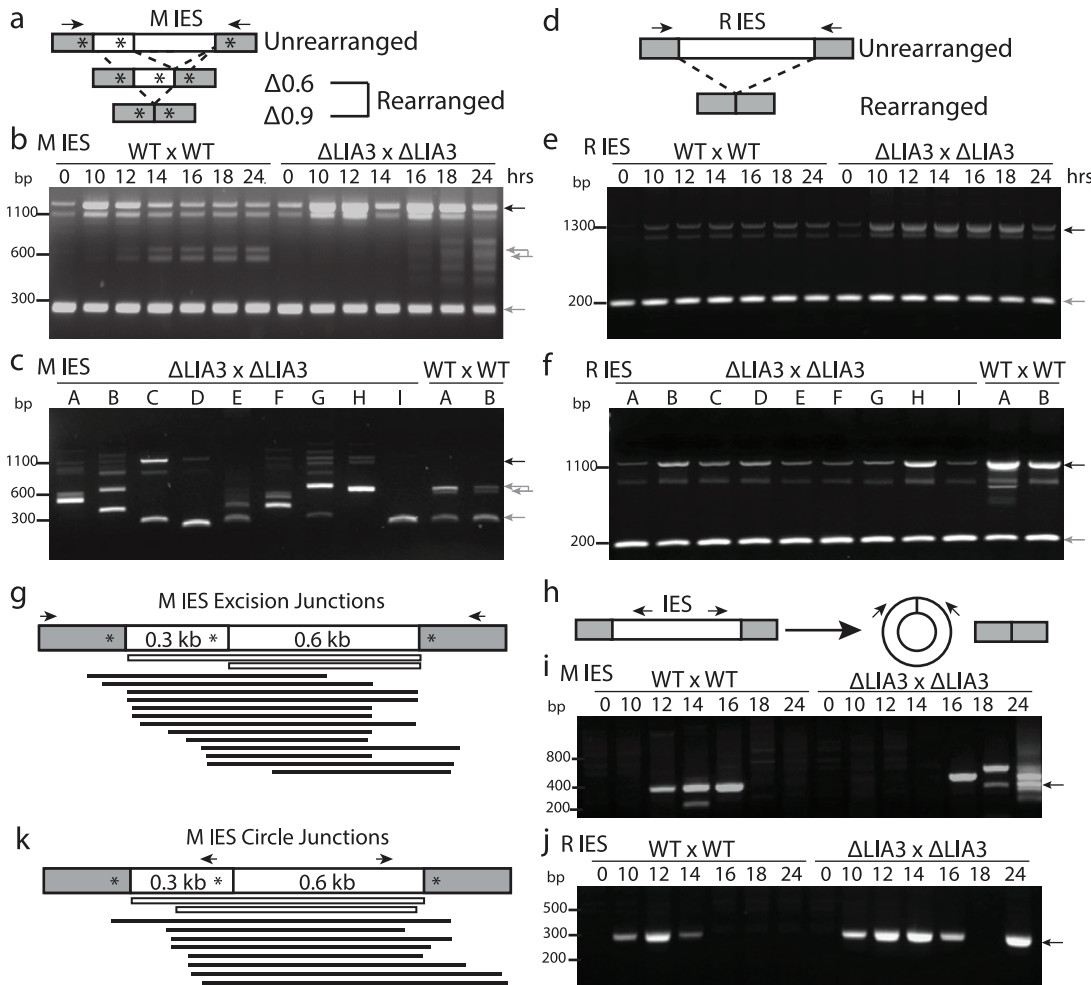 a
M IES
* * *
Unrearranged
* * *
Δ0.6
Rearranged
* *
Δ0.9
d
R IES
Unrearranged
Rearranged
b M IES
WT x WT ΔLIA3 x ΔLIA3
bp 0 10 12 14 16 18 24 0 10 12 14 16 18 24 hrs
1100
600
300
e R IES
WT x WT ΔLIA3 x ΔLIA3
bp 0 10 12 14 16 18 24 0 10 12 14 16 18 24
1300
200
c M IES
ΔLIA3 x ΔLIA3 WT x WT
bp A B C D E F G H I A B
1100
600
300
f R IES
ΔLIA3 x ΔLIA3 WT x WT
bp A B C D E F G H I A B
1100
200
g
M IES Excision Junctions
* 0.3 kb * 0.6 kb *
h
IES
i M IES
WT x WT ΔLIA3 x ΔLIA3
bp 0 10 12 14 16 18 24 0 10 12 14 16 18 24
800
400
200
k
M IES Circle Junctions
* 0.3 kb * 0.6 kb *
j R IES
WT x WT ΔLIA3 x ΔLIA3
bp 0 10 12 14 16 18 24 0 10 12 14 16 18 24
500
300
200